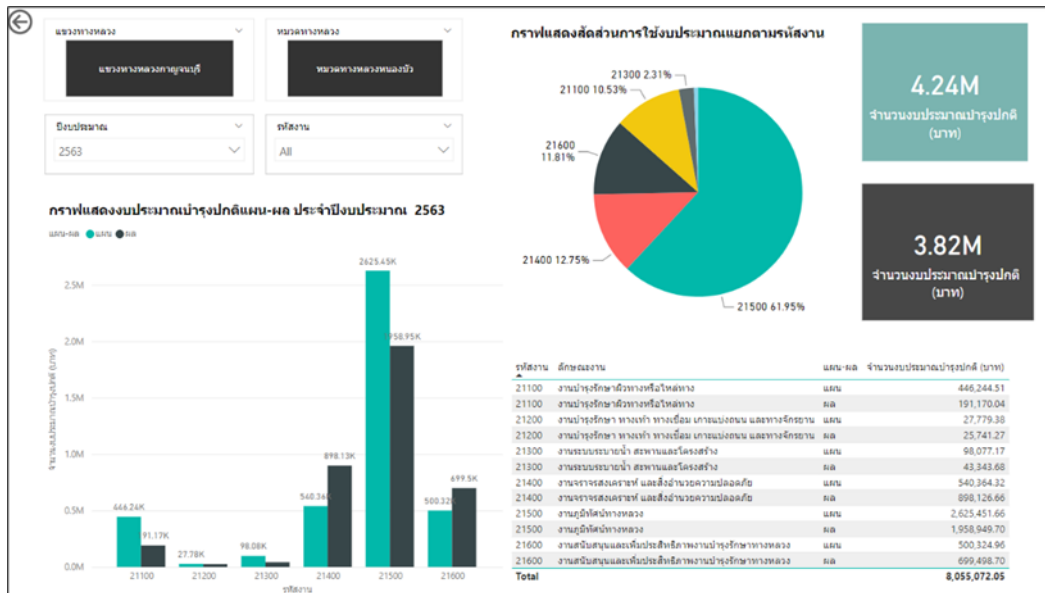 แขวงทางหลวง
แขวงทางหลวงกาญจนบุรี
หมวดทางหลวง
หมวดทางหลวงหนองบัว
ปีงบประมาณ
2563
รหัสงาน
All
กราฟแสดงงบประมาณบำรุงปกติแผน-ผล ประจำปีงบประมาณ 2563
แผน-ผล แผน ผล
จำนวนงบประมาณบำรุงปกติ (บาท)
2.5M
2.0M
1.5M
1.0M
0.5M
0.0M
446.24K
91.17K
27.78K
98.08K
540.36K
898.13K
2625.45K
958.95K
500.32K
699.5K
21100 21200 21300 21400 21500 21600
รหัสงาน
กราฟแสดงสัดส่วนการใช้งบประมาณแยกตามรหัสงาน
21300 2.31%
21100 10.53%
21600
11.81%
21400 12.75%
21500 61.95%
4.24M
จำนวนงบประมาณบำรุงปกติ
(บาท)
3.82M
จำนวนงบประมาณบำรุงปกติ
(บาท)
รหัสงาน ลักษณะงาน แผน-ผล จำนวนงบประมาณบำรุงปกติ (บาท)
21100 งานบำรุงรักษาผิวทางหรือไหล่ทาง แผน 446,244.51
21100 งานบำรุงรักษาผิวทางหรือไหล่ทาง ผล 191,170.04
21200 งานบำรุงรักษา ทางเท้า ทางเชื่อม เกาะแบ่งถนน และทางจักรยาน แผน 27,779.38
21200 งานบำรุงรักษา ทางเท้า ทางเชื่อม เกาะแบ่งถนน และทางจักรยาน ผล 25,741.27
21300 งานระบบระบายน้ำ สะพานและโครงสร้าง แผน 98,077.17
21300 งานระบบระบายน้ำ สะพานและโครงสร้าง ผล 43,343.68
21400 งานจราจรสงเคราะห์ และสิ่งอำนวยความปลอดภัย แผน 540,364.32
21400 งานจราจรสงเคราะห์ และสิ่งอำนวยความปลอดภัย ผล 898,126.66
21500 งานภูมิทัศน์ทางหลวง แผน 2,625,451.66
21500 งานภูมิทัศน์ทางหลวง ผล 1,958,949.70
21600 งานสนับสนุนและเพิ่มประสิทธิภาพงานบำรุงรักษาทางหลวง แผน 500,324.96
21600 งานสนับสนุนและเพิ่มประสิทธิภาพงานบำรุงรักษาทางหลวง ผล 699,498.70
Total 8,055,072.05